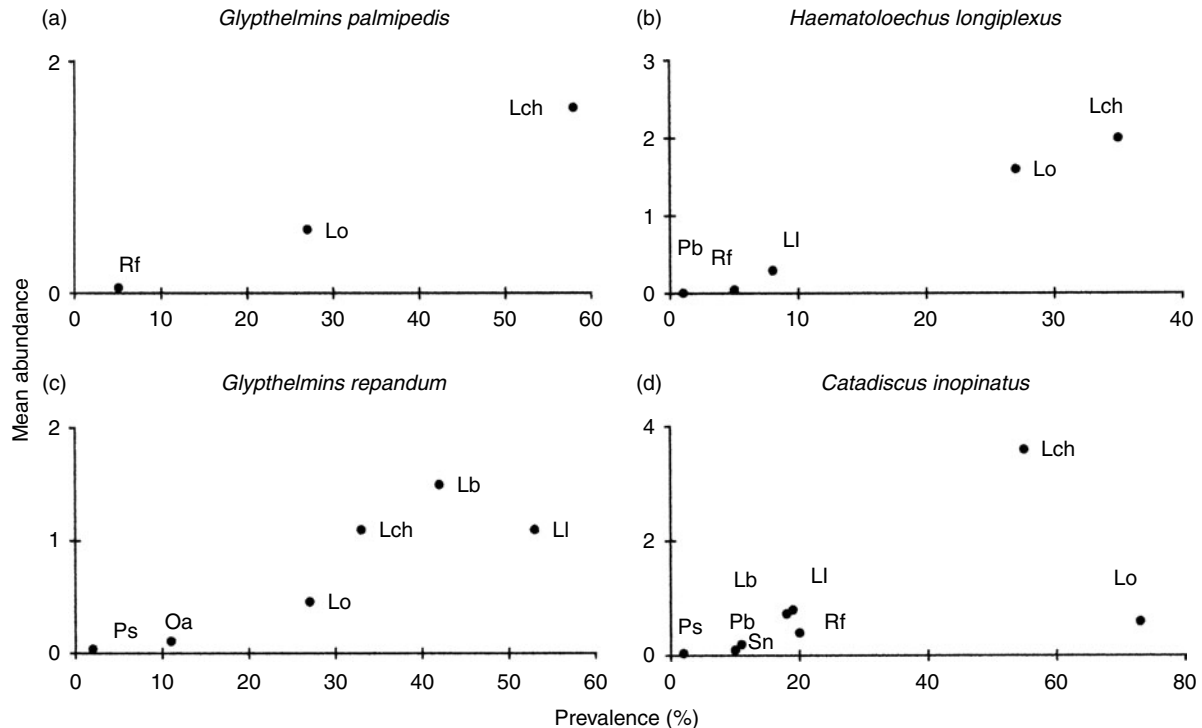 (a) Glypthelmins palmipedis
2
Lch
Lo
Rf
0
0 10 20 30 40 50 60
(b) Haematoloechus longiplexus
3
Lch
2
Lo
1
Ll
Pb Rf
0
0 10 20 30 40
Mean abundance
(c) Glypthelmins repandum
2
Lb
Lch Ll
1
Lo
Ps Oa
0
0 10 20 30 40 50 60
(d) Catadiscus inopinatus
4
Lch
2
Lb Ll Lo
Ps Pb Rf
Sn
0
0 20 40 60 80
Prevalence (%)